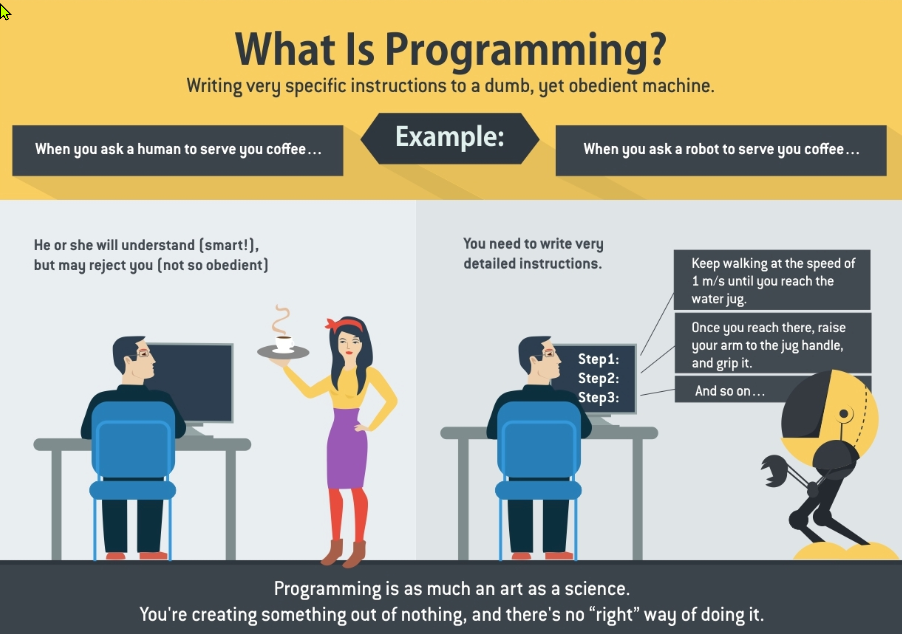 What Is Programming?
Writing very specific instructions to a dumb, yet obedient machine.
Example:
When you ask a human to serve you coffee...
When you ask a robot to serve you coffee...
He or she will understand (smart!),
but may reject you (not so obedient)
You need to write very
detailed instructions.
Step1:
Step2:
Step3:
Keep walking at the speed of
1 m/s until you reach the
water jug.
Once you reach there, raise
your arm to the jug handle,
and grip it.
And so on...
Programming is as much an art as a science.
You're creating something out of nothing, and there's no “right” way of doing it.